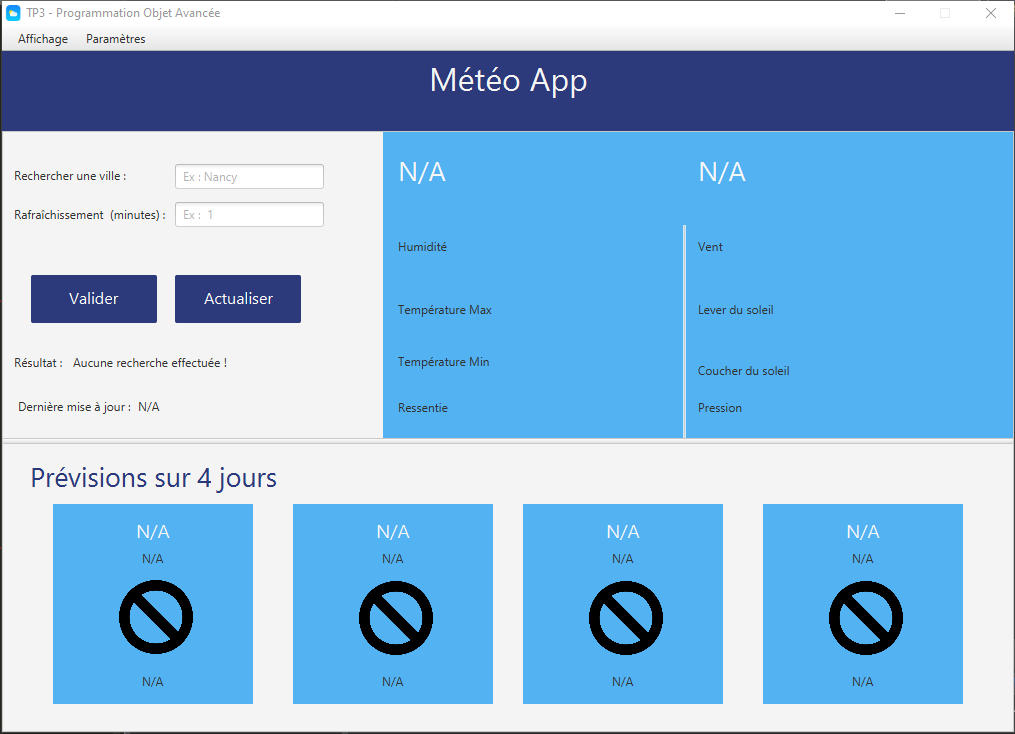 TP3 - Programmation Objet Avancée
Affichage Paramètres
Météo App
Rechercher une ville :
Ex : Nancy
Rafraîchissement (minutes) :
Ex : 1
Valider
Actualiser
Résultat : Aucune recherche effectuée !
Dernière mise à jour : N/A
N/A
Humidité
Température Max
Température Min
Ressentie
N/A
Vent
Lever du soleil
Coucher du soleil
Pression
Prévisions sur 4 jours
N/A
N/A
N/A
N/A
N/A
N/A
N/A
N/A
N/A
N/A
N/A
N/A